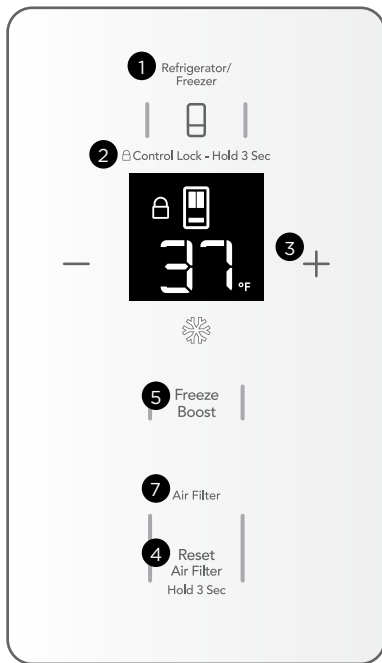 1 Refrigerator/
Freezer
2 Control Lock - Hold 3 Sec
3
37 °F
5 Freeze
Boost
7 Air Filter
4 Reset
Air Filter
Hold 3 Sec